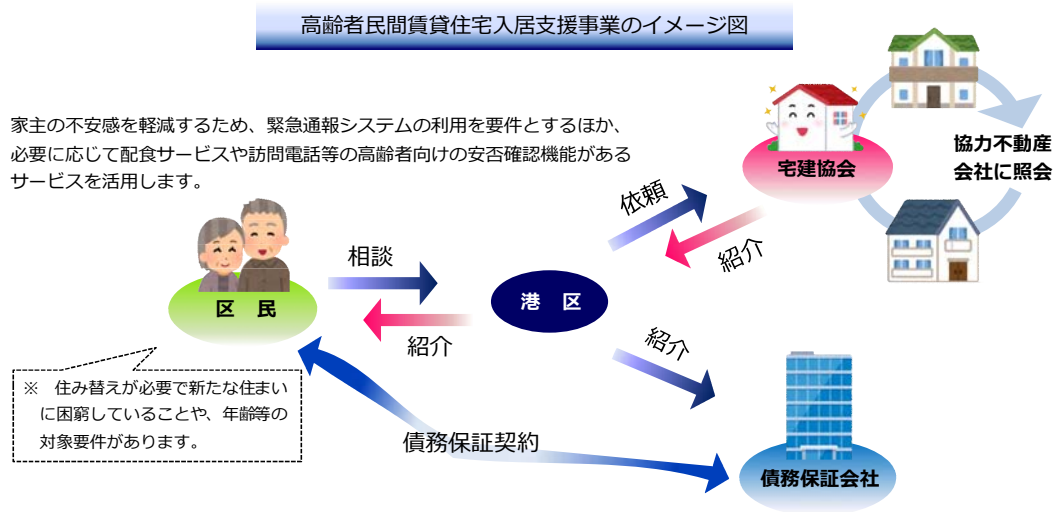 高齢者民間賃貸住宅入居支援事業のイメージ図
家主の不安感を軽減するため、緊急通報システムの利用を要件とするほか、
必要に応じて配食サービスや訪問電話等の高齢者向けの安否確認機能がある
サービスを活用します。
宅建協会
協力不動産
会社に照会
依頼
紹介
相談
区 民
港 区
紹介
紹介
※ 住み替えが必要で新たな住まい
に困窮していることや、年齢等の
対象要件があります。
債務保証契約
債務保証会社